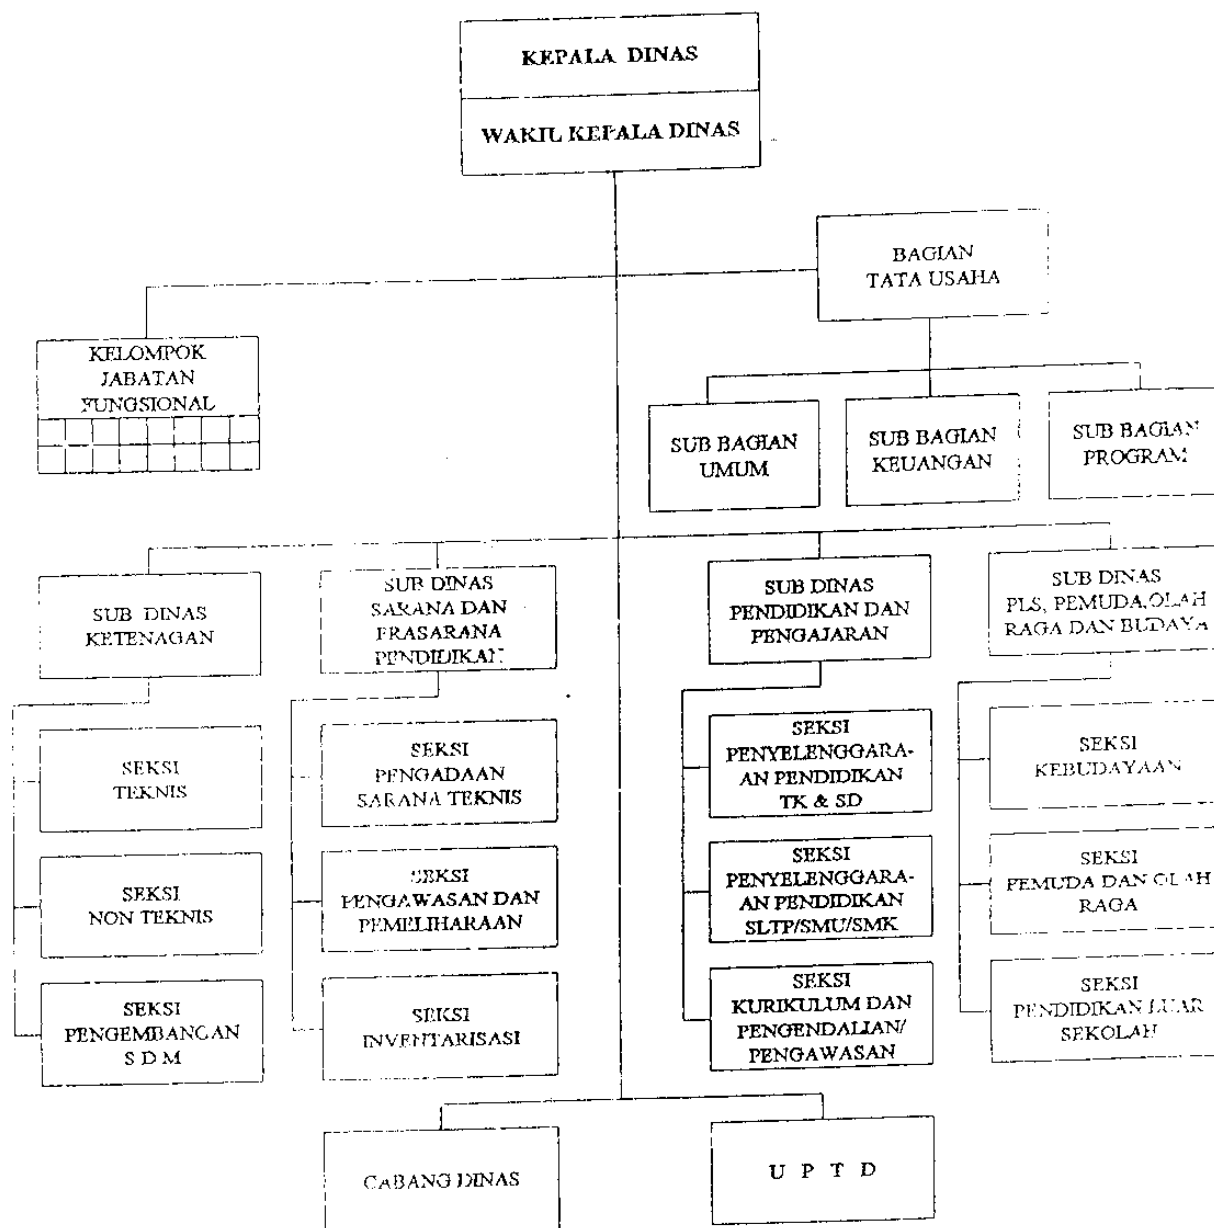 KEPALA DINAS
WAKIL KEPALA DINAS
BAGIAN
TATA USAHA
KELOMPOK
JABATAN
FUNGSIONAL
SUB BAGIAN
UMUM
SUB BAGIAN
KEUANGAN
SUB BAGIAN
PROGRAM
SUB DINAS
KETENAGAN
SUB DINAS
SARANA DAN
PRASARANA
PENDIDIKAN
SUB DINAS
PENDIDIKAN DAN
PENGAJARAN
SUB DINAS
PLS, PEMUDA,OLAH
RAGA DAN BUDAYA
SEKSI
TEKNIS
SEKSI
NON TEKNIS
SEKSI
PENGEMBANGAN
S D M
SEKSI
PENGADAAN
SARANA TEKNIS
SEKSI
PENGAWASAN DAN
PEMELIHARAAN
SEKSI
INVENTARISASI
SEKSI
PENYELENGGARA-
AN PENDIDIKAN
TK & SD
SEKSI
PENYELENGGARA-
AN PENDIDIKAN
SLTP/SMU/SMK
SEKSI
KURIKULUM DAN
PENGENDALIAN/
PENGAWASAN
SEKSI
KEBUDAYAAN
SEKSI
PEMUDA DAN OLAH
RAGA
SEKSI
PENDIDIKAN LUAR
SEKOLAH
CABANG DINAS
U P T D